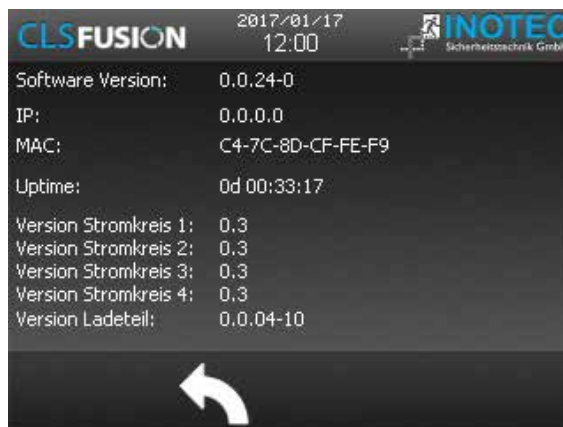 CLSFUSION
2017/01/17
12:00
INOTEC
Sicherheitstechnik GmbH
Software Version: 0.0.24-0
IP: 0.0.0.0
MAC: C4-7C-8D-CF-FE-F9
Uptime: 0d 00:33:17
Version Stromkreis 1: 0.3
Version Stromkreis 2: 0.3
Version Stromkreis 3: 0.3
Version Stromkreis 4: 0.3
Version Ladeteil: 0.0.04-10